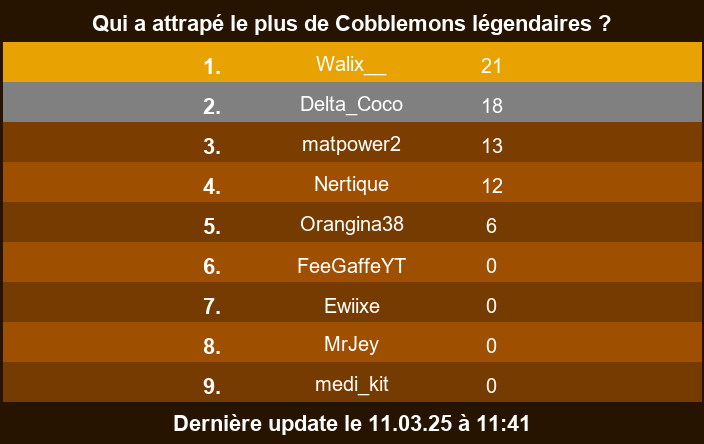 Qui a attrapé le plus de Cobblemons légendaires ?
1. Walix__ 21
2. Delta_Coco 18
3. matpower2 13
4. Nertique 12
5. Orangina38 6
6. FeeGaffeYT 0
7. Ewiixe 0
8. MrJey 0
9. medi_kit 0
Dernière update le 11.03.25 à 11:41